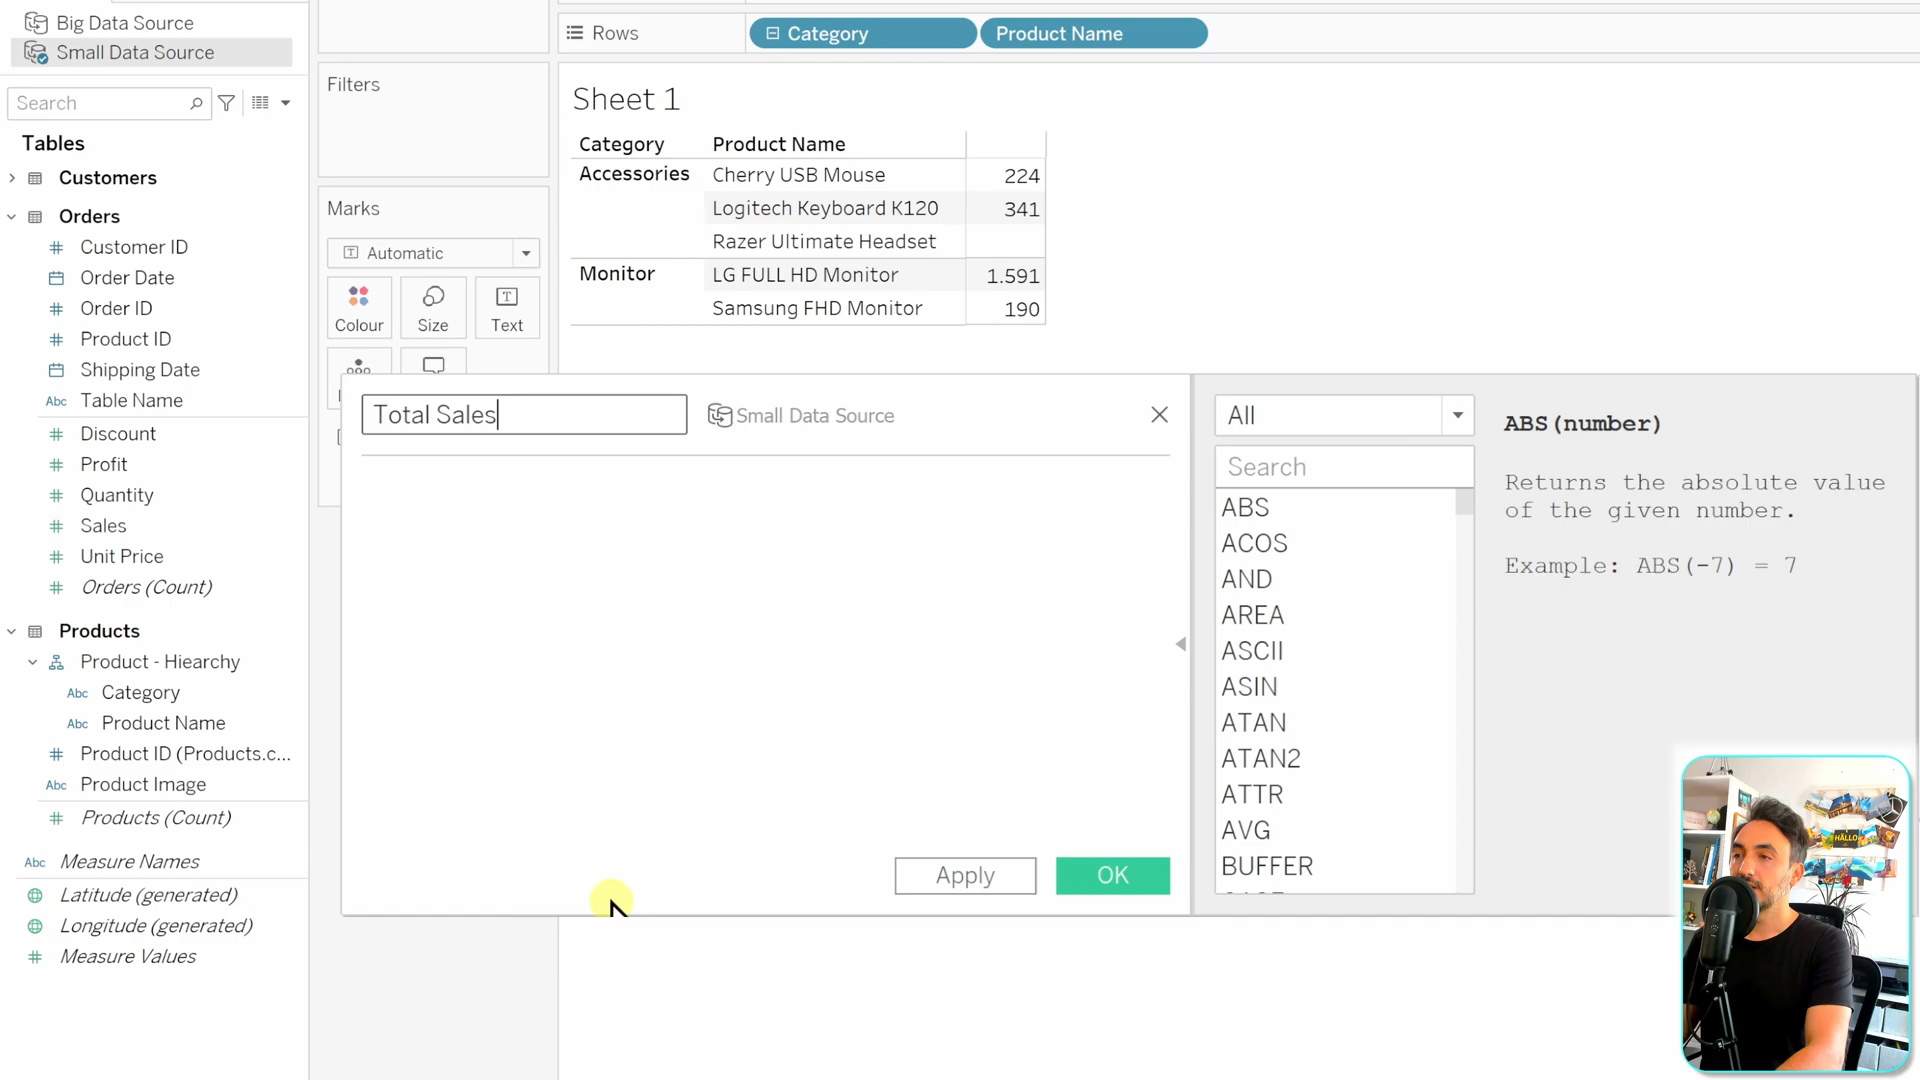 Big Data Source
Small Data Source
Search
Tables
Customers
Orders
Customer ID
Order Date
Order ID
Product ID
Shipping Date
Abc Table Name
Discount
Profit
Quantity
Sales
Unit Price
Orders (Count)
Products
Product - Hiearchy
Abc Category
Abc Product Name
Product ID (Products.c...
Abc Product Image
Products (Count)
Abc Measure Names
Latitude (generated)
Longitude (generated)
Measure Values
Filters
Marks
Automatic
Colour Size Text
Rows Category Product Name
Sheet 1
Category Product Name
Accessories Cherry USB Mouse 224
Logitech Keyboard K120 341
Razer Ultimate Headset
Monitor LG FULL HD Monitor 1.591
Samsung FHD Monitor 190
Total Sales Small Data Source
Apply OK
All
Search
ABS
ACOS
AND
AREA
ASCII
ASIN
ATAN
ATAN2
ATTR
AVG
BUFFER
ABS(number)
Returns the absolute value
of the given number.
Example: ABS(-7) = 7
HALLO